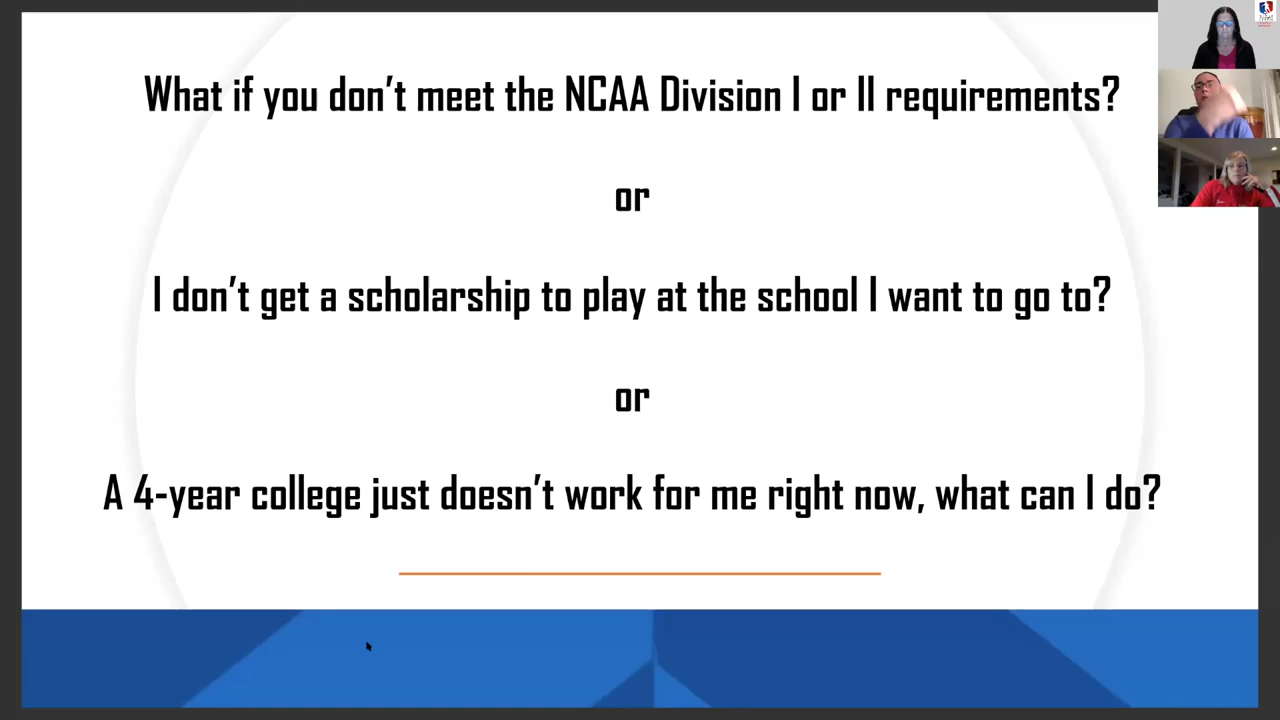 What if you don't meet the NCAA Division I or II requirements?
or
I don't get a scholarship to play at the school I want to go to?
or
A 4-year college just doesn't work for me right now, what can I do?